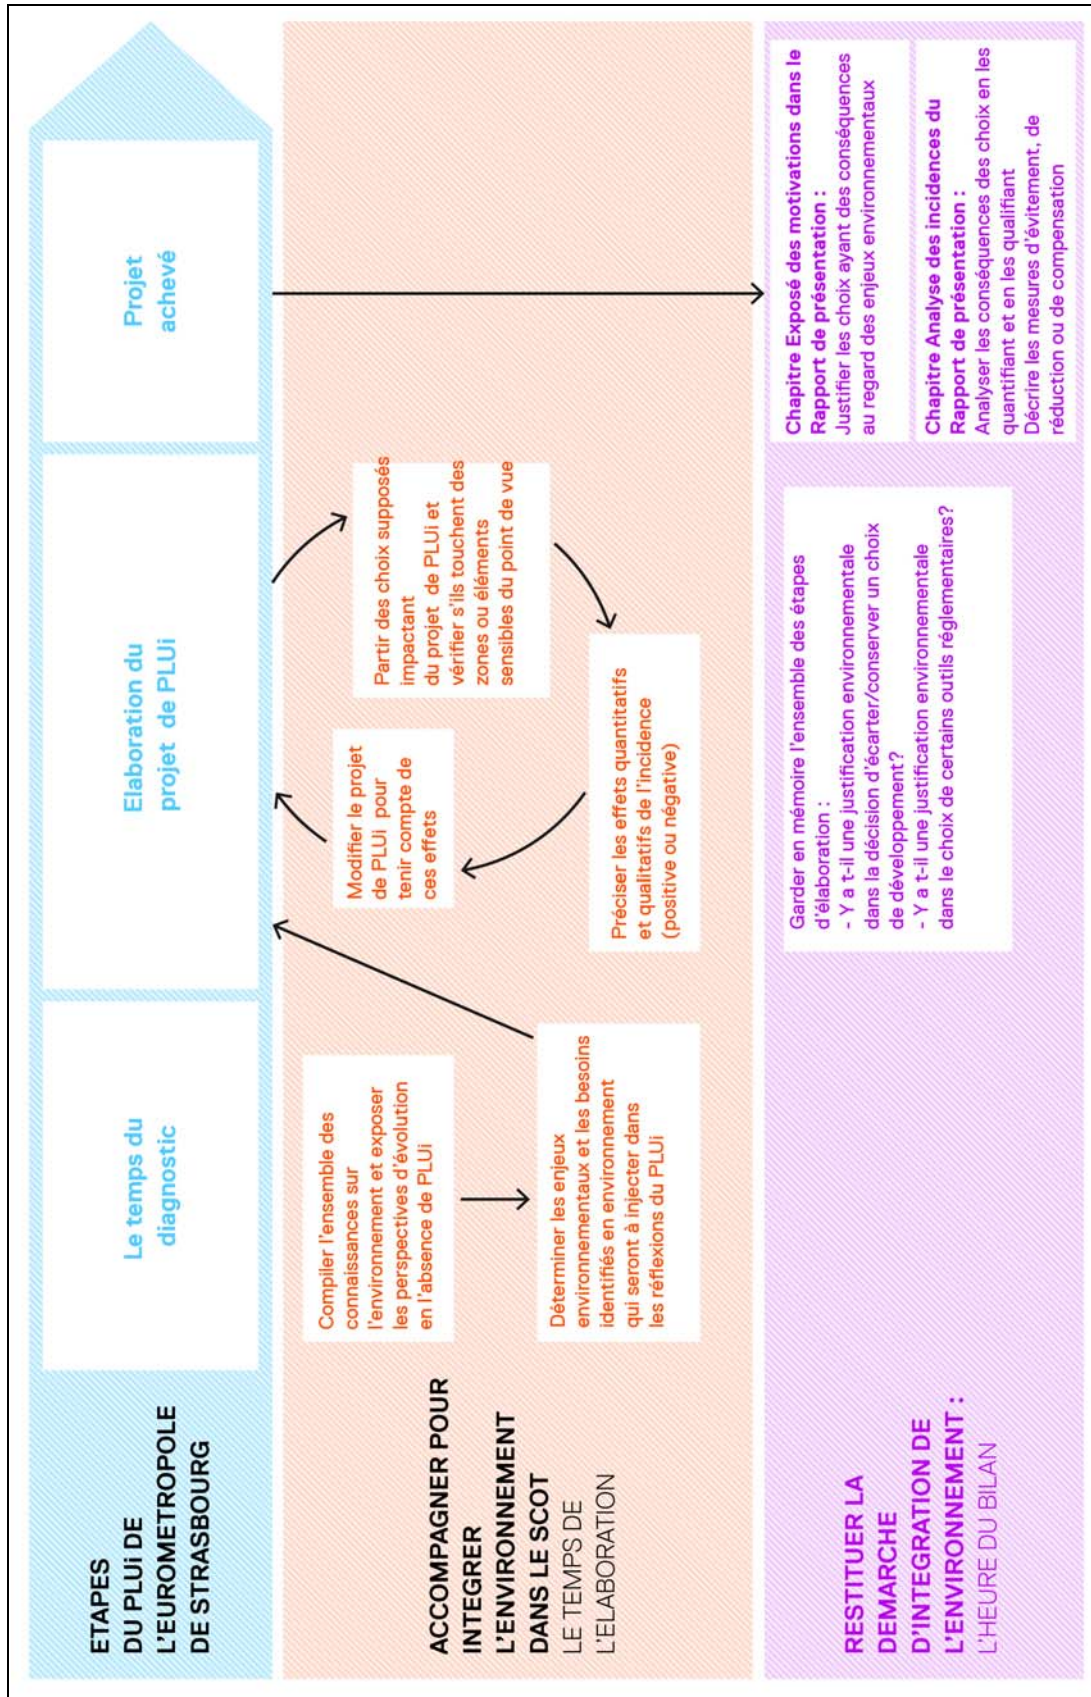 ETAPES
DU PLUi DE
L'EUROMETROPOLE
DE STRASBOURG
Le temps du
diagnostic
Elaboration du
projet de PLUi
Projet
achevé
ACCOMPAGNER POUR
INTEGRER
L'ENVIRONNEMENT
DANS LE SCOT
LE TEMPS DE
L'ELABORATION
Compiler l'ensemble des
connaissances sur
l'environnement et exposer
les perspectives d'évolution
en l'absence de PLUi
Déterminer les enjeux
environnementaux et les besoins
identifiés en environnement
qui seront à injecter dans
les réflexions du PLUi
Modifier le projet
de PLUi pour
tenir compte de
ces effets
Partir des choix supposés
impactant
du projet de PLUi et
vérifier s'ils touchent des
zones ou éléments
sensibles du point de vue
Préciser les effets quantitatifs
et qualitatifs de l'incidence
(positive ou négative)
RESTITUER LA
DEMARCHE
D'INTEGRATION DE
L'ENVIRONNEMENT :
L'HEURE DU BILAN
Garder en mémoire l'ensemble des étapes
d'élaboration :
- Y a t-il une justification environnementale
dans la décision d'écarter/conserver un choix
de développement?
- Y a t-il une justification environnementale
dans le choix de certains outils réglementaires?
Chapitre Exposé des motivations dans le
Rapport de présentation :
Justifier les choix ayant des conséquences
au regard des enjeux environnementaux
Chapitre Analyse des incidences du
Rapport de présentation :
Analyser les conséquences des choix en les
quantifiant et en les qualifiant
Décrire les mesures d'évitement, de
réduction ou de compensation